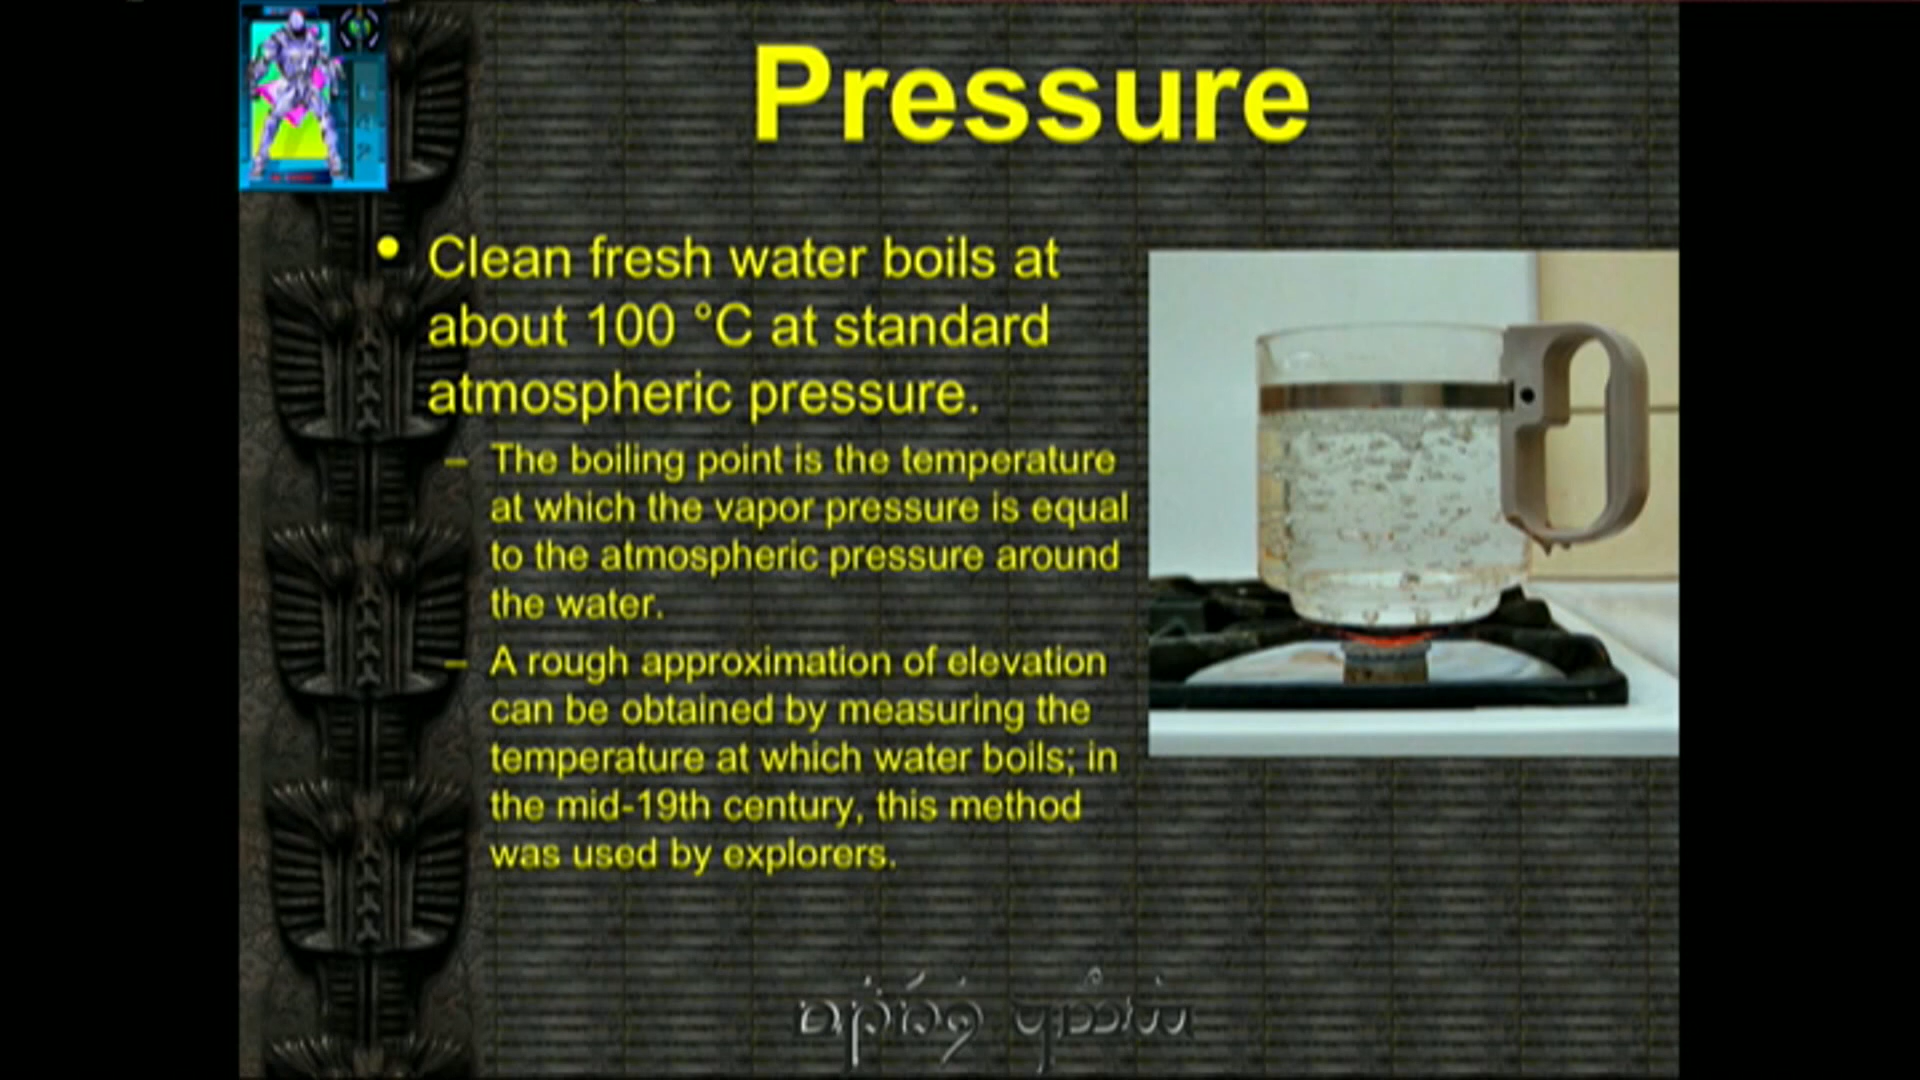 Pressure
• Clean fresh water boils at
about 100 °C at standard
atmospheric pressure.
– The boiling point is the temperature
at which the vapor pressure is equal
to the atmospheric pressure around
the water.
– A rough approximation of elevation
can be obtained by measuring the
temperature at which water boils; in
the mid-19th century, this method
was used by explorers.